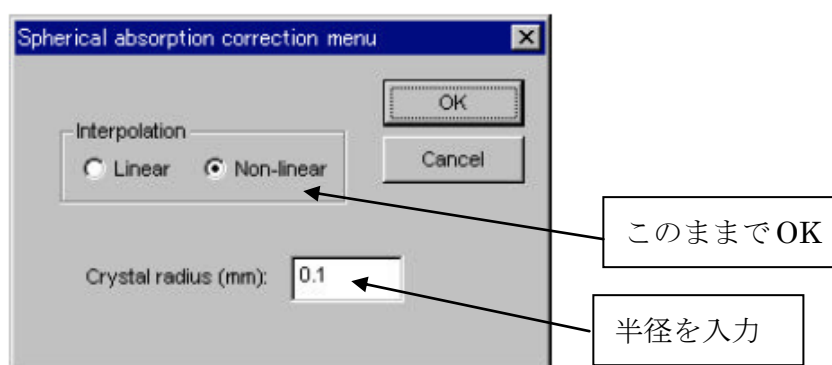 Spherical absorption correction menu
OK
Interpolation
Linear
Non-linear
Cancel
このままでOK
Crystal radius (mm):
0.1
半径を入力